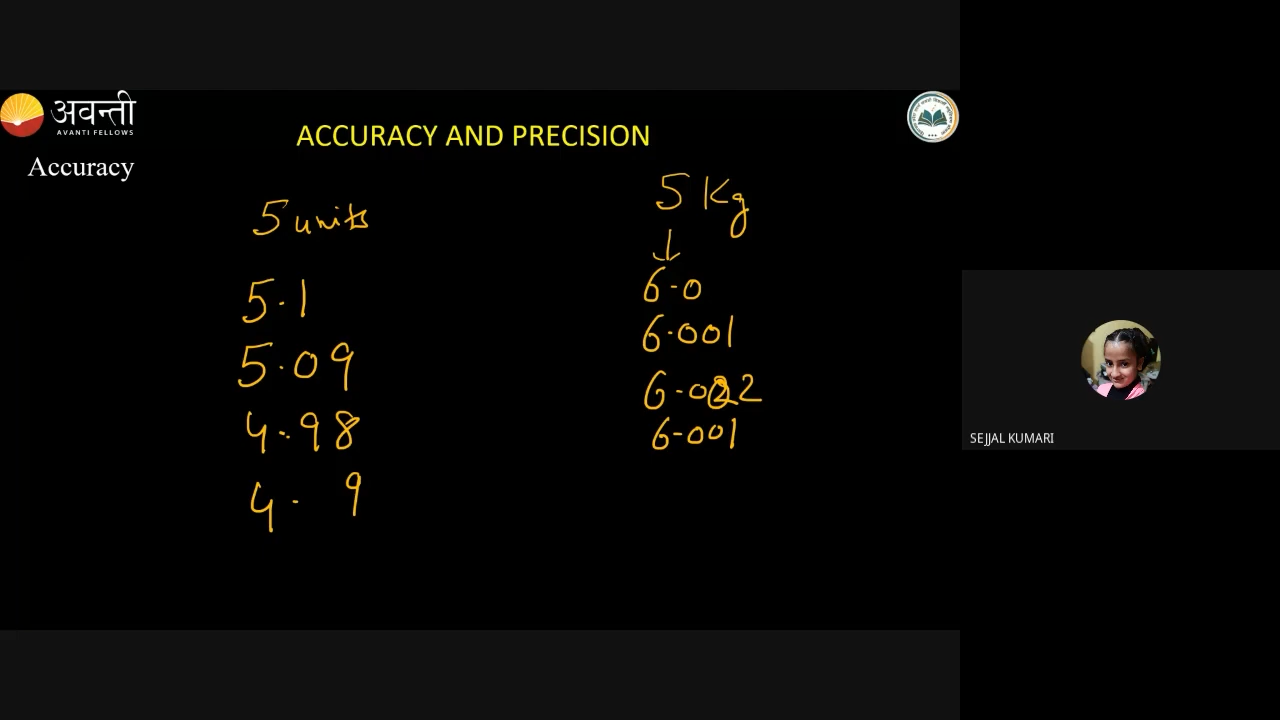 अवन्ती
AVANTI FELLOWS
ACCURACY AND PRECISION
Accuracy
5 units
5.1
5.09
4.98
4. 9
5 Kg
↓
6.0
6.001
6.022
6.001
SEJJAL KUMARI